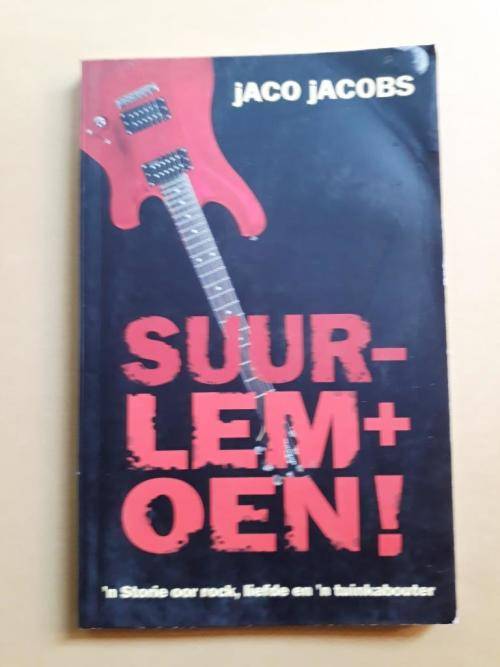 jACO jACOBS
SUUR-
LEM+
OEN!
'n Storie oor rock, liefde en 'n tuinkabouter